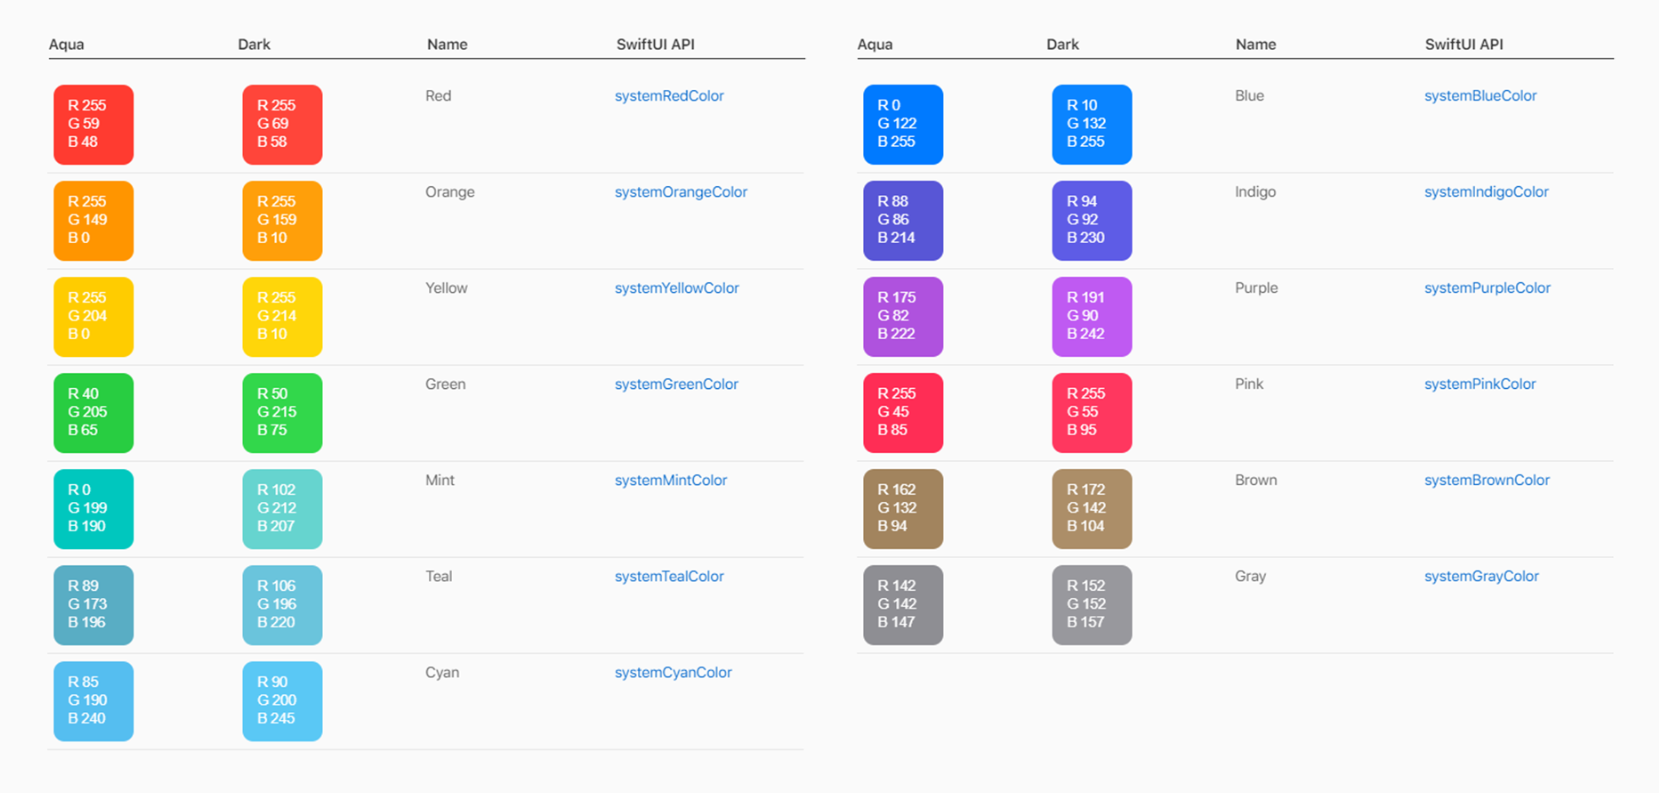 Aqua Dark Name SwiftUI API
R 255 R 255 Red systemRedColor
G 59 G 69
B 48 B 58
R 255 R 255 Orange systemOrangeColor
G 149 G 159
B 0 B 10
R 255 R 255 Yellow systemYellowColor
G 204 G 214
B 0 B 10
R 40 R 50 Green systemGreenColor
G 205 G 215
B 65 B 75
R 0 R 102 Mint systemMintColor
G 199 G 212
B 190 B 207
R 89 R 106 Teal systemTealColor
G 173 G 196
B 196 B 220
R 85 R 90 Cyan systemCyanColor
G 190 G 200
B 240 B 245
Aqua Dark Name SwiftUI API
R 0 R 10 Blue systemBlueColor
G 122 G 132
B 255 B 255
R 88 R 94 Indigo systemIndigoColor
G 86 G 92
B 214 B 230
R 175 R 191 Purple systemPurpleColor
G 82 G 90
B 222 B 242
R 255 R 255 Pink systemPinkColor
G 45 G 55
B 85 B 95
R 162 R 172 Brown systemBrownColor
G 132 G 142
B 94 B 104
R 142 R 152 Gray systemGrayColor
G 142 G 152
B 147 B 157